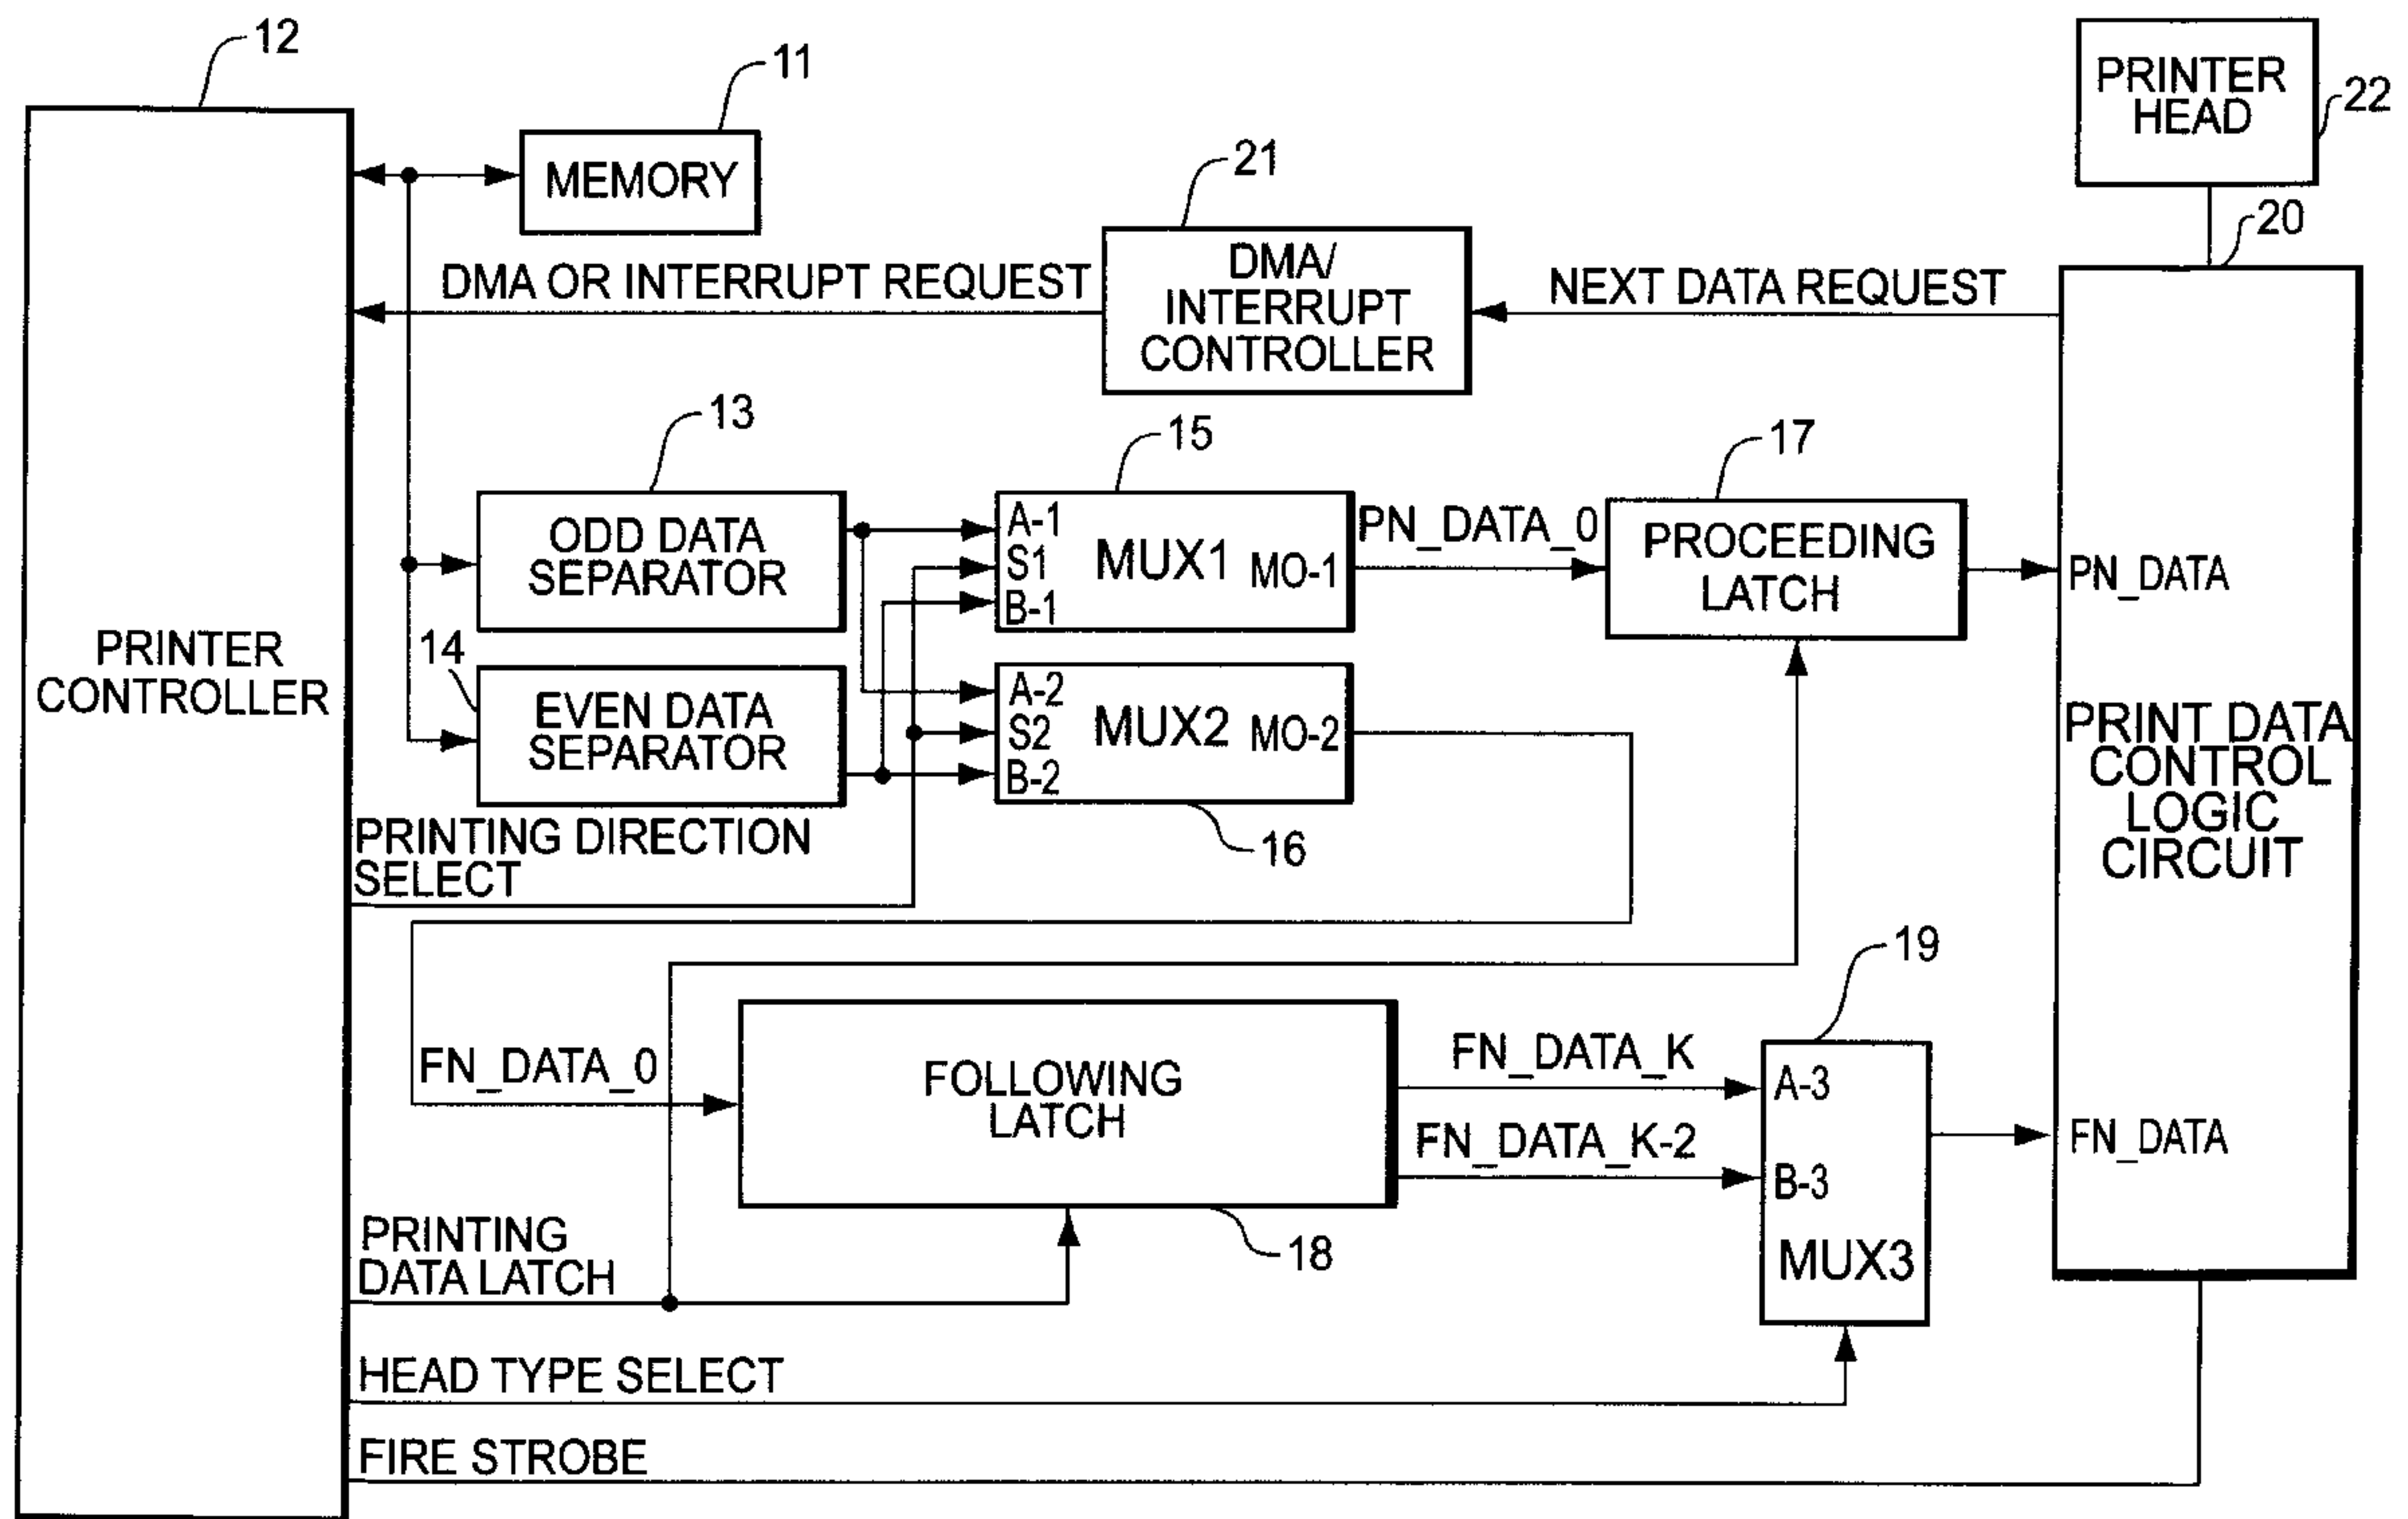 12
11
PRINTER
HEAD
22
MEMORY
21
20
DMA OR INTERRUPT REQUEST
DMA/
INTERRUPT
CONTROLLER
NEXT DATA REQUEST
13
15
17
ODD DATA
SEPARATOR
A-1
S1
B-1
MUX1
MO-1
PN_DATA_0
PROCEEDING
LATCH
PN_DATA
PRINTER
CONTROLLER
14
EVEN DATA
SEPARATOR
A-2
S2
B-2
MUX2
MO-2
PRINT DATA
CONTROL
LOGIC
CIRCUIT
PRINTING DIRECTION
SELECT
16
19
FN_DATA_0
FOLLOWING
LATCH
FN_DATA_K
FN_DATA_K-2
A-3
B-3
MUX3
FN_DATA
18
PRINTING
DATA LATCH
HEAD TYPE SELECT
FIRE STROBE